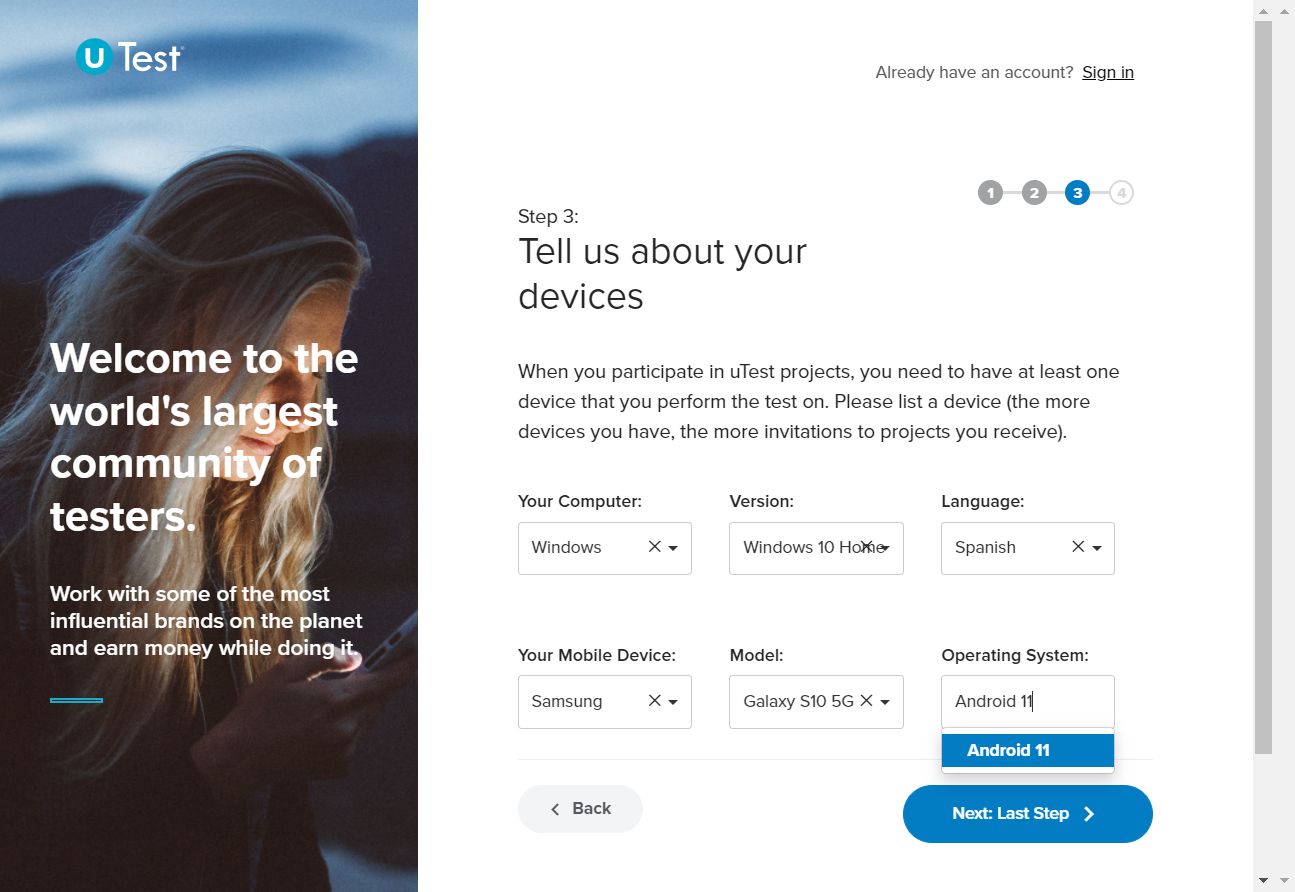 U Test
Already have an account? Sign in
1 2 3 4
Step 3:
Tell us about your
devices
Welcome to the
world's largest
community of
testers.
Work with some of the most
influential brands on the planet
and earn money while doing it.
When you participate in uTest projects, you need to have at least one
device that you perform the test on. Please list a device (the more
devices you have, the more invitations to projects you receive).
Your Computer: Version: Language:
Windows Windows 10 Home Spanish
Your Mobile Device: Model: Operating System:
Samsung Galaxy S10 5G Android 11
Android 11
Back Next: Last Step